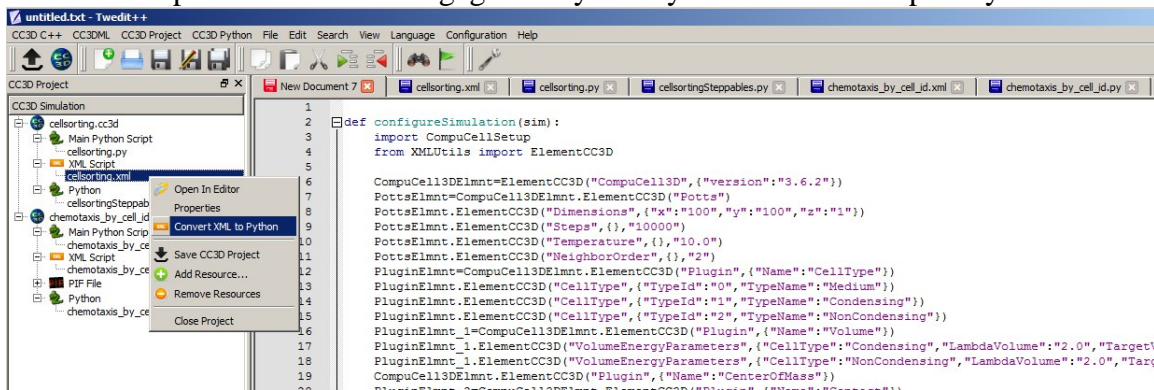 untitled.txt - Twedit++
CC3D C++ CC3DML CC3D Project CC3D Python File Edit Search View Language Configuration Help
CC3D Project
New Document 7 cellsorting.xml cellsorting.py cellsortingSteppables.py chemotaxis_by_cell_id.xml chemotaxis_by_cell_id.py
CC3D Simulation
cellsorting.cc3d
Main Python Script
cellsorting.py
XML Script
cellsorting.xml
Python
cellsortingSteppab
chemotaxis_by_cell_id
Main Python Scrip
chemotaxis_by_ce
XML Script
chemotaxis_by_ce
PIF File
Python
chemotaxis_by_ce
Open In Editor
Properties
Convert XML to Python
Save CC3D Project
Add Resource...
Remove Resources
Close Project
1
2 def configureSimulation(sim):
3 import CompuCellSetup
4 from XMLUtils import ElementCC3D
5
6 CompuCell3DElmnt=ElementCC3D("CompuCell3D",{"version":"3.6.2"})
7 PottsElmnt=CompuCell3DElmnt.ElementCC3D("Potts")
8 PottsElmnt.ElementCC3D("Dimensions",{"x":"100","y":"100","z":"1"})
9 PottsElmnt.ElementCC3D("Steps",{},"10000")
10 PottsElmnt.ElementCC3D("Temperature",{},"10.0")
11 PottsElmnt.ElementCC3D("NeighborOrder",{},"2")
12 PluginElmnt=CompuCell3DElmnt.ElementCC3D("Plugin",{"Name":"CellType"})
13 PluginElmnt.ElementCC3D("CellType",{"TypeId":"0","TypeName":"Medium"})
14 PluginElmnt.ElementCC3D("CellType",{"TypeId":"1","TypeName":"Condensing"})
15 PluginElmnt.ElementCC3D("CellType",{"TypeId":"2","TypeName":"NonCondensing"})
16 PluginElmnt_1=CompuCell3DElmnt.ElementCC3D("Plugin",{"Name":"Volume"})
17 PluginElmnt_1.ElementCC3D("VolumeEnergyParameters",{"CellType":"Condensing","LambdaVolume":"2.0","TargetV
18 PluginElmnt_1.ElementCC3D("VolumeEnergyParameters",{"CellType":"NonCondensing","LambdaVolume":"2.0","Targ
19 CompuCell3DElmnt.ElementCC3D("Plugin",{"Name":"CenterOfMass"})